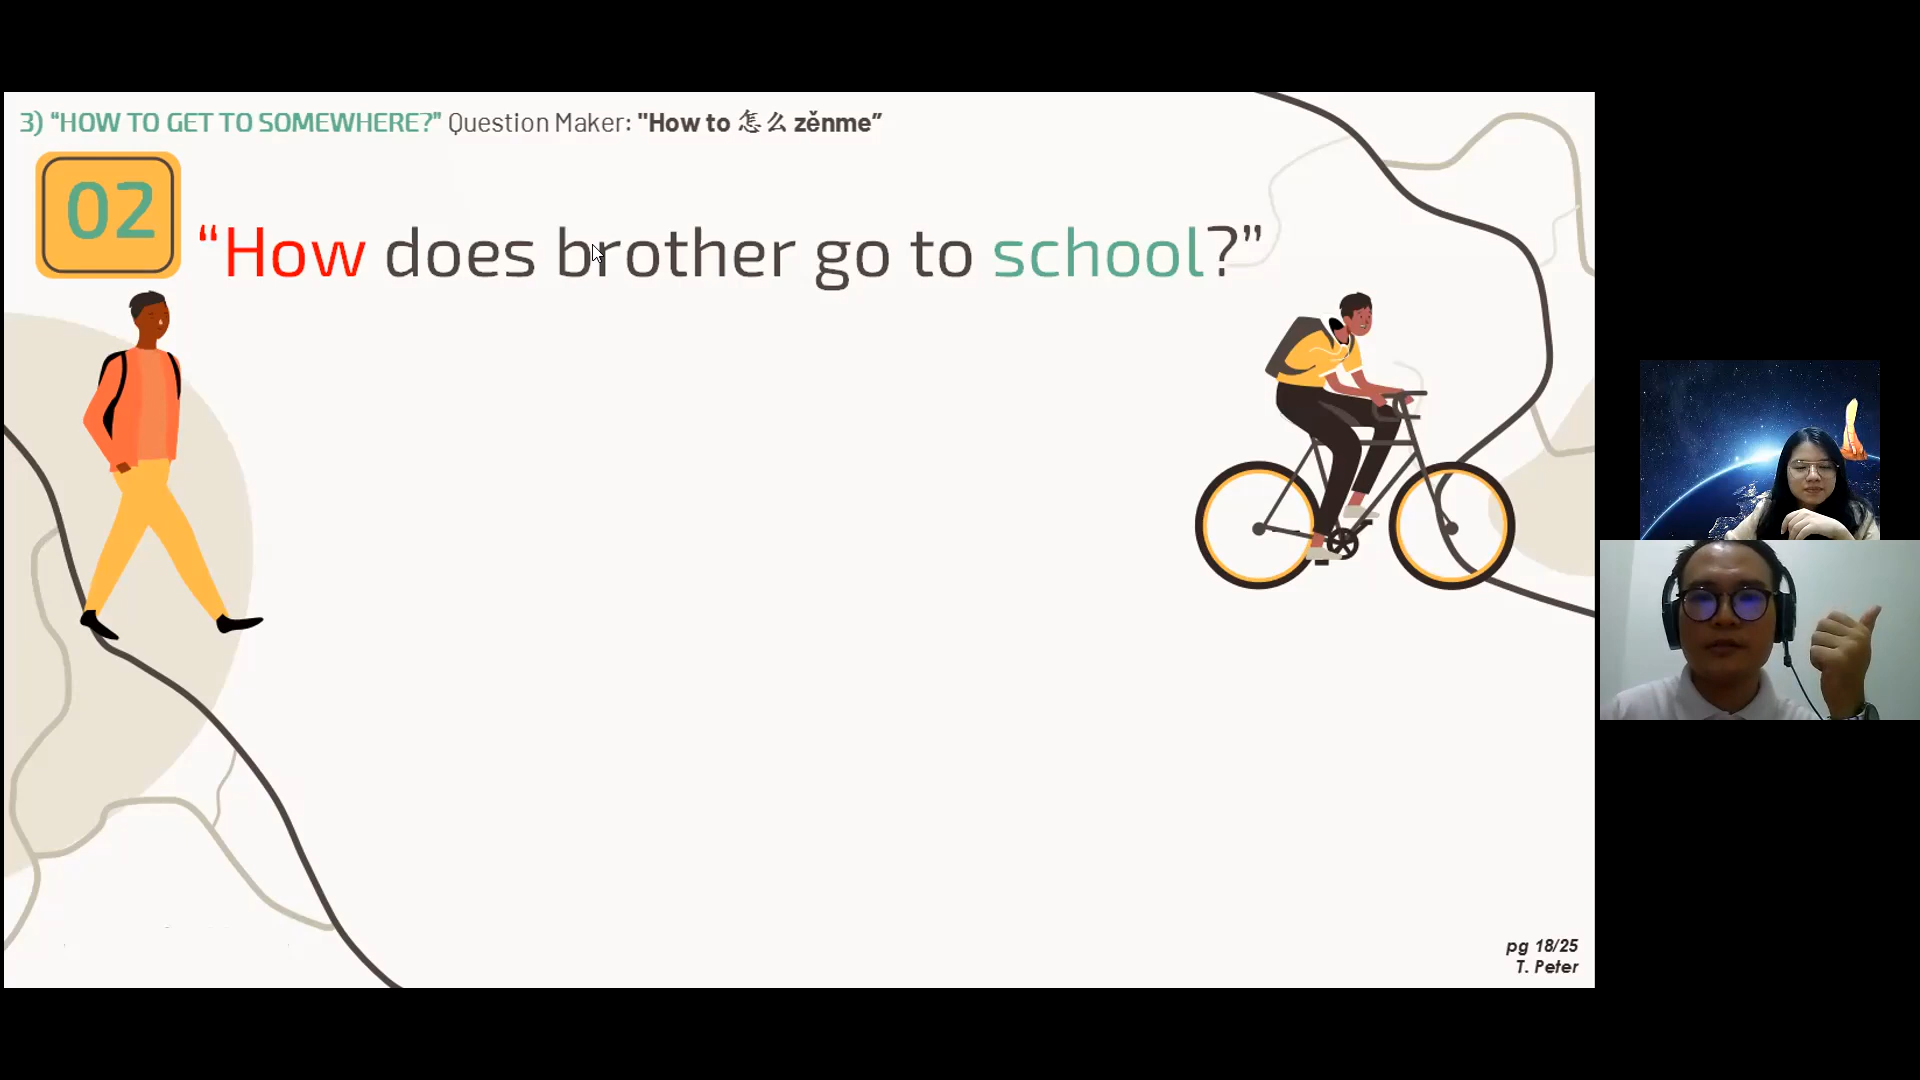 3) “HOW TO GET TO SOMEWHERE?” Question Maker: "How to 怎么 zěnme”
02
“How does brother go to school?”
pg 18/25
T. Peter